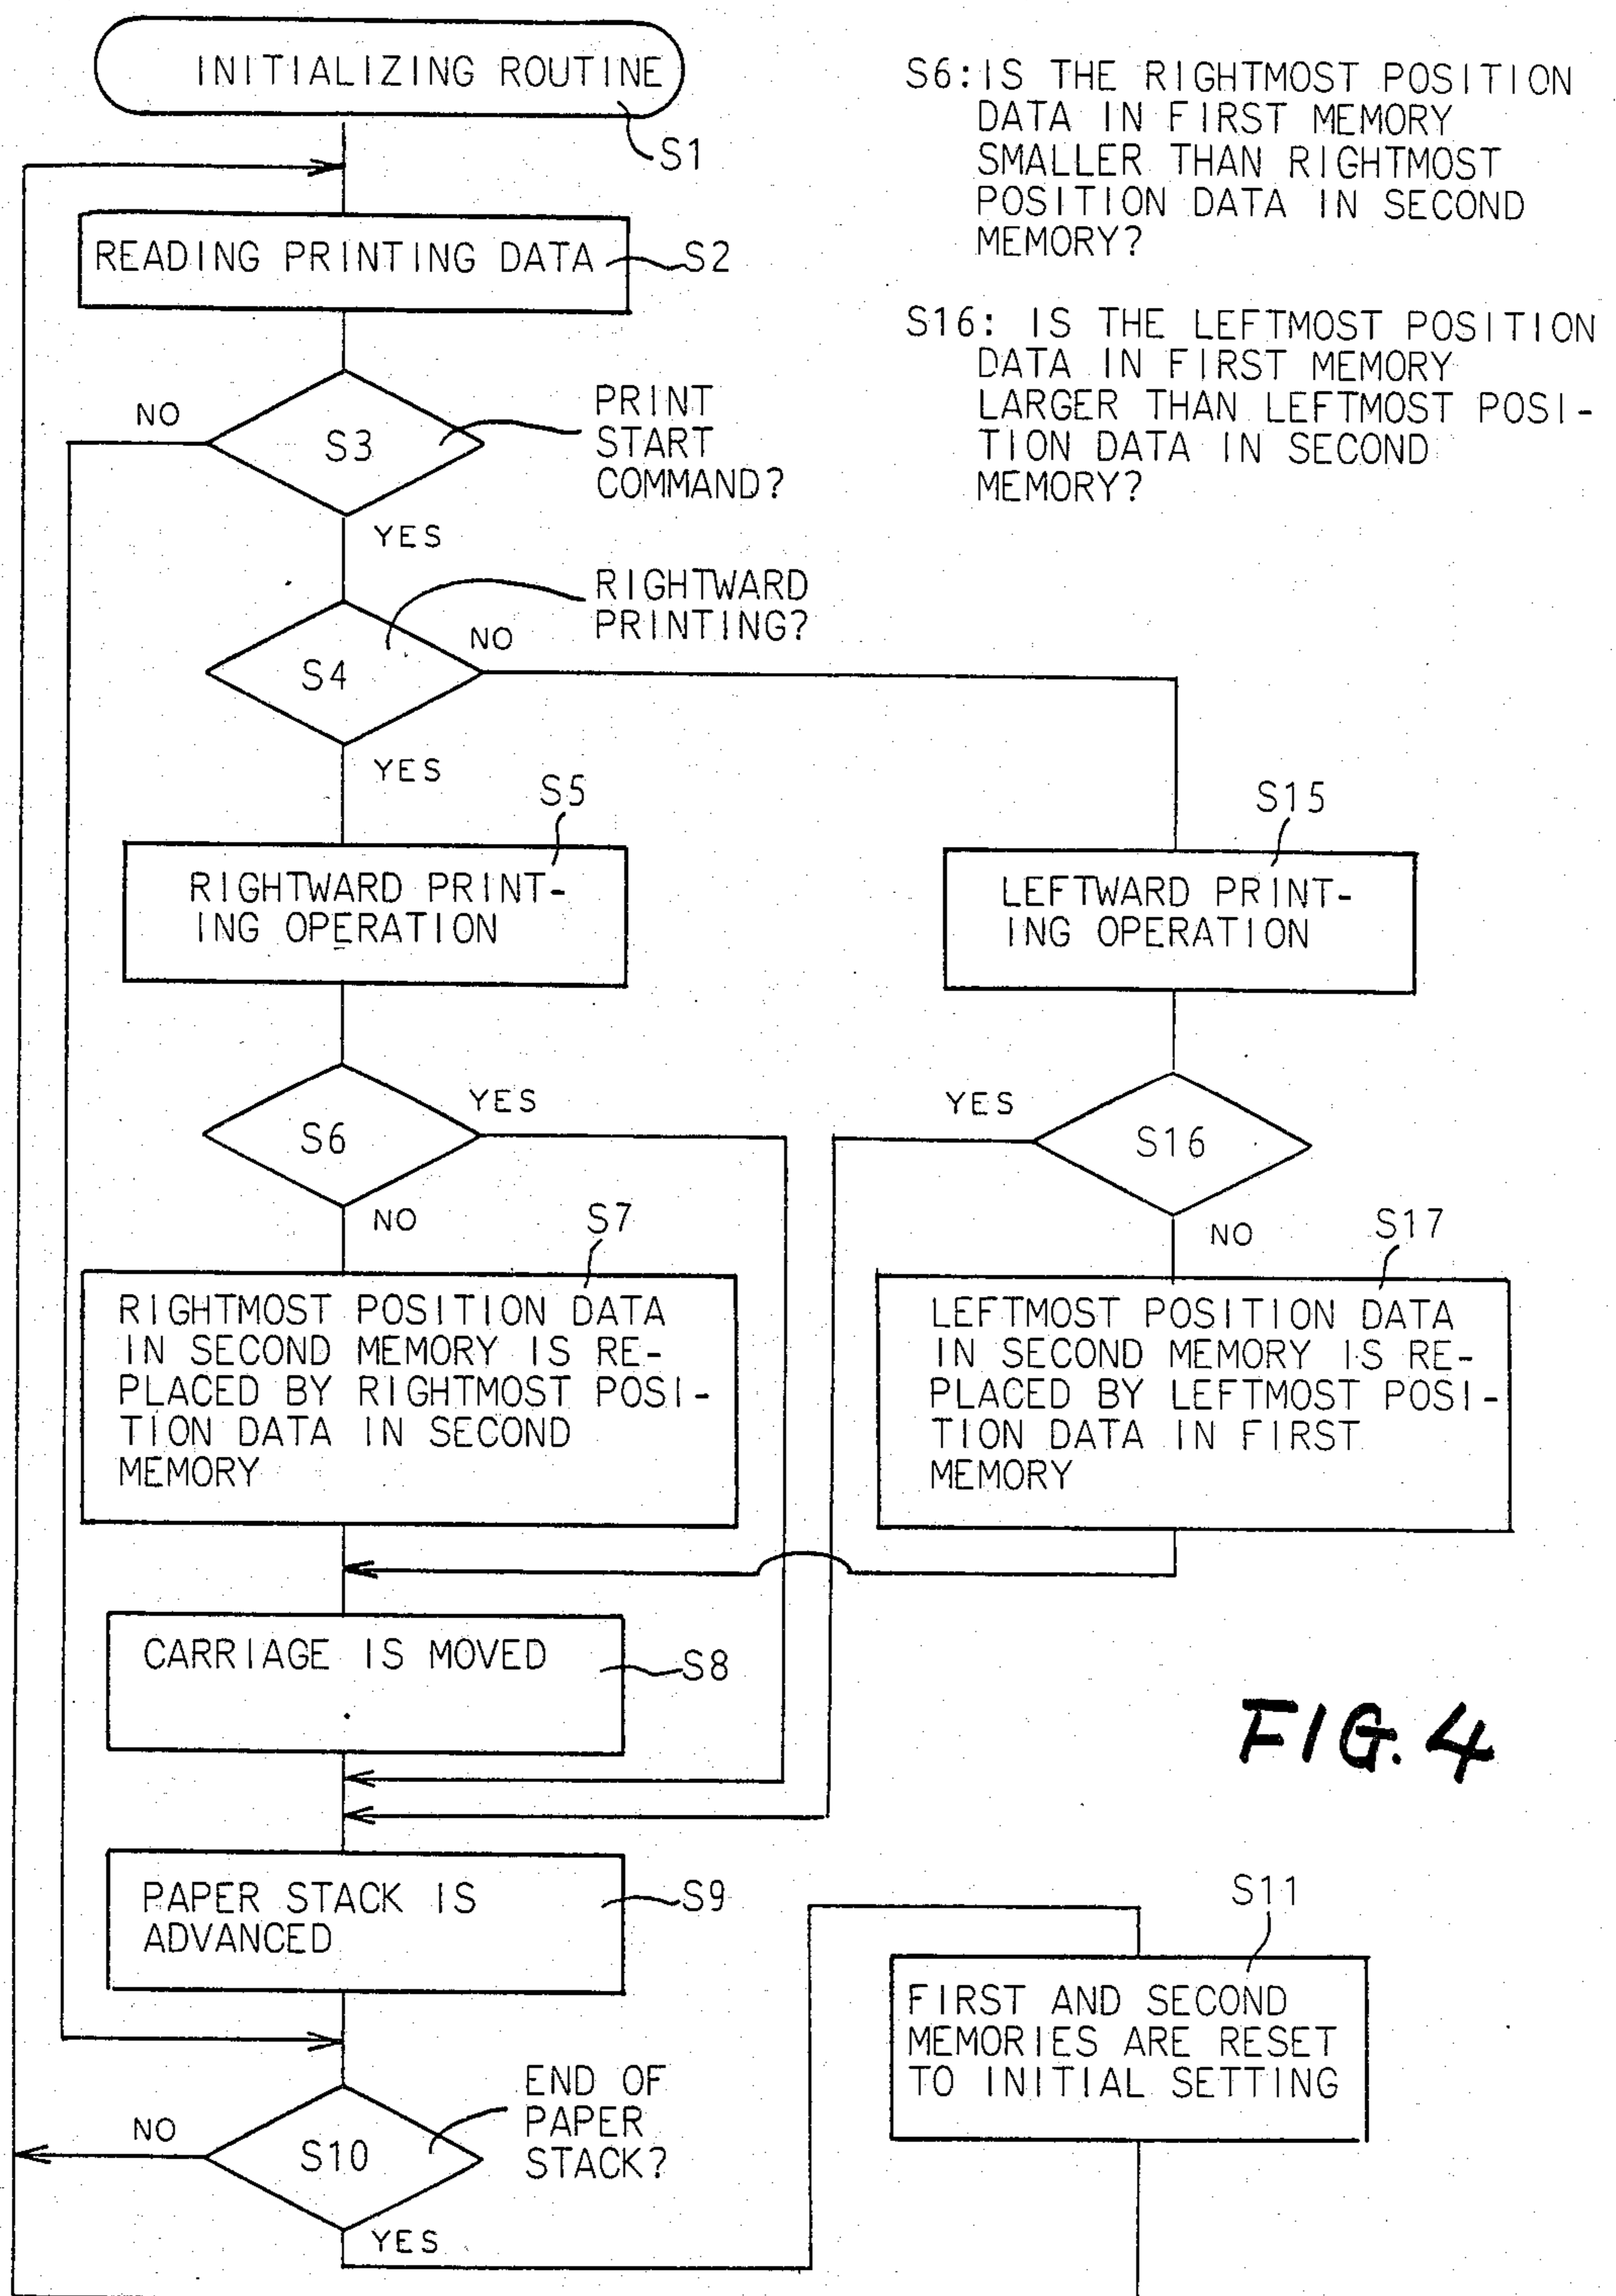 INITIALIZING ROUTINE
S1
READING PRINTING DATA
S2
S6: IS THE RIGHTMOST POSITION
DATA IN FIRST MEMORY
SMALLER THAN RIGHTMOST
POSITION DATA IN SECOND
MEMORY?
S16: IS THE LEFTMOST POSITION
DATA IN FIRST MEMORY
LARGER THAN LEFTMOST POSI-
TION DATA IN SECOND
MEMORY?
NO
S3
PRINT
START
COMMAND?
YES
RIGHTWARD
PRINTING?
NO
S4
YES
S5
RIGHTWARD PRINT-
ING OPERATION
S15
LEFTWARD PRINT-
ING OPERATION
YES
S6
NO
YES
S16
NO
S7
RIGHTMOST POSITION DATA
IN SECOND MEMORY IS RE-
PLACED BY RIGHTMOST POSI-
TION DATA IN SECOND
MEMORY
S17
LEFTMOST POSITION DATA
IN SECOND MEMORY IS RE-
PLACED BY LEFTMOST POSI-
TION DATA IN FIRST
MEMORY
CARRIAGE IS MOVED
S8
FIG. 4
PAPER STACK IS
ADVANCED
S9
S11
FIRST AND SECOND
MEMORIES ARE RESET
TO INITIAL SETTING
NO
S10
END OF
PAPER
STACK?
YES